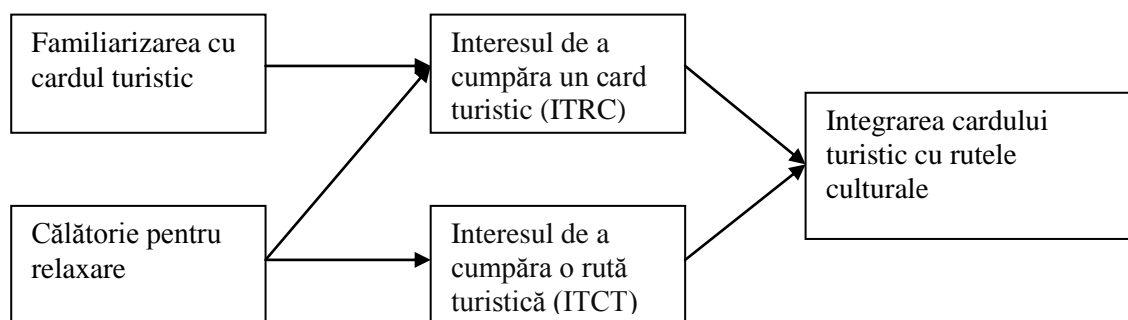 Familiarizarea cu
cardul turistic
Interesul de a
cumpăra un card
turistic (ITRC)
Integrarea cardului
turistic cu rutele
culturale
Călătorie pentru
relaxare
Interesul de a
cumpăra o rută
turistică (ITCT)